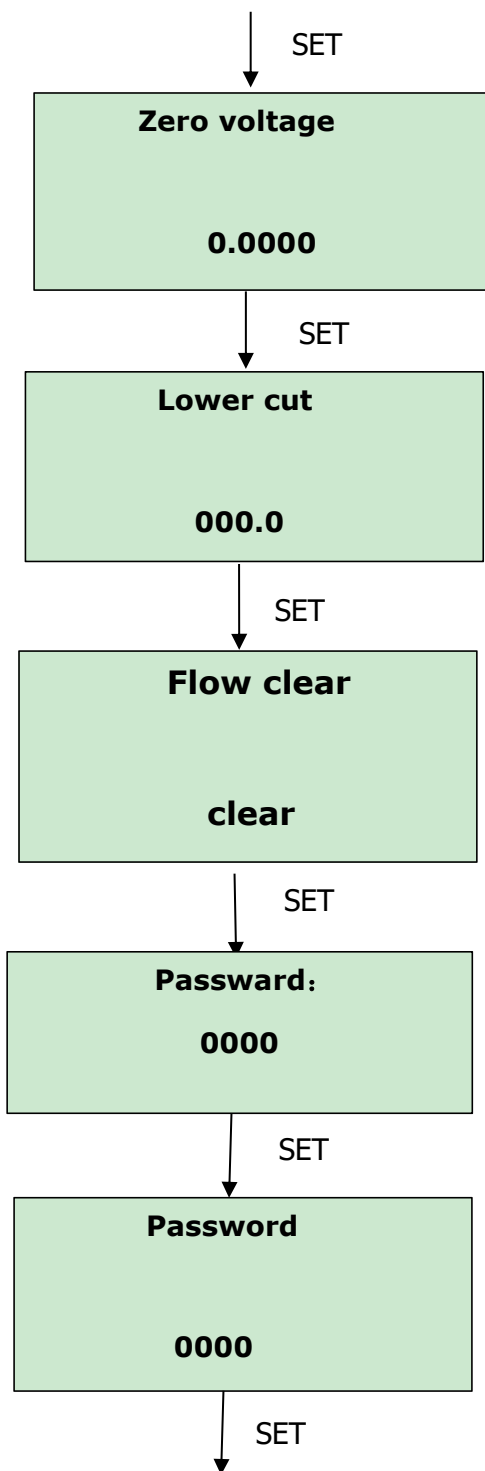 SET
Zero voltage
0.0000
SET
Lower cut
000.0
SET
Flow clear
clear
SET
Passward：
0000
SET
Password
0000
SET